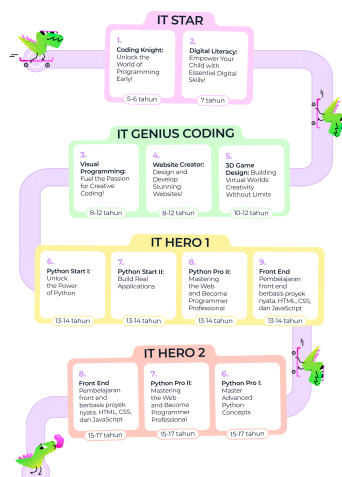 IT STAR
1.
Coding Knight:
Unlock the
World of
Programming
Early!
5-6 tahun
2.
Digital Literacy:
Empower Your
Child with
Essential Digital
Skills!
7 tahun
IT GENIUS CODING
3.
Visual
Programming:
Fuel the Passion
for Creative
Coding!
8-12 tahun
4.
Website Creator:
Design and
Develop
Stunning
Websites!
8-12 tahun
5.
3D Game
Design: Building
Virtual Worlds:
Creativity
Without Limits
10-12 tahun
IT HERO 1
6.
Python Start I:
Unlock
the Power
of Python
13-14 tahun
7.
Python Start II:
Build Real
Applications
13-14 tahun
8.
Python Pro II:
Mastering
the Web
and Become
Programmer
Professional
13-14 tahun
9.
Front End
Pembelajaran
front end
berbasis proyek
nyata. HTML, CSS,
dan JavaScript
13-14 tahun
IT HERO 2
8.
Front End
Pembelajaran
front end
berbasis proyek
nyata. HTML, CSS,
dan JavaScript
15-17 tahun
7.
Python Pro II:
Mastering
the Web
and Become
Programmer
Professional
15-17 tahun
6.
Python Pro I:
Master
Advanced
Python
Concepts
15-17 tahun